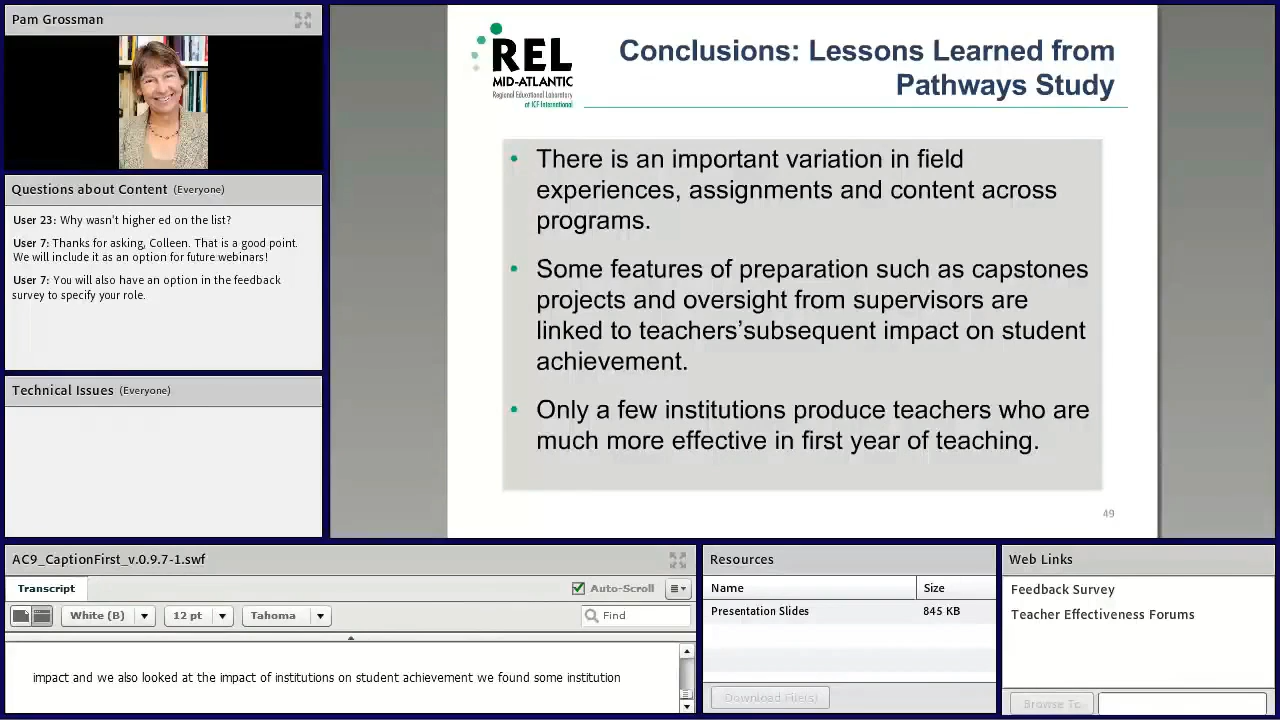 Pam Grossman
Questions about Content (Everyone)
User 23: Why wasn't higher ed on the list?
User 7: Thanks for asking, Colleen. That is a good point.
We will include it as an option for future webinars!
User 7: You will also have an option in the feedback
survey to specify your role.
Technical Issues (Everyone)
REL
MID-ATLANTIC
Regional Educational Laboratory
at ICF International
Conclusions: Lessons Learned from
Pathways Study
• There is an important variation in field
experiences, assignments and content across
programs.
• Some features of preparation such as capstones
projects and oversight from supervisors are
linked to teachers’subsequent impact on student
achievement.
• Only a few institutions produce teachers who are
much more effective in first year of teaching.
49
AC9_CaptionFirst_v.0.9.7-1.swf
Transcript
Auto-Scroll
White (B)
12 pt
Tahoma
Find
impact and we also looked at the impact of institutions on student achievement we found some institution
Resources
Name Size
Presentation Slides 845 KB
Download File(s)
Web Links
Feedback Survey
Teacher Effectiveness Forums
Browse To